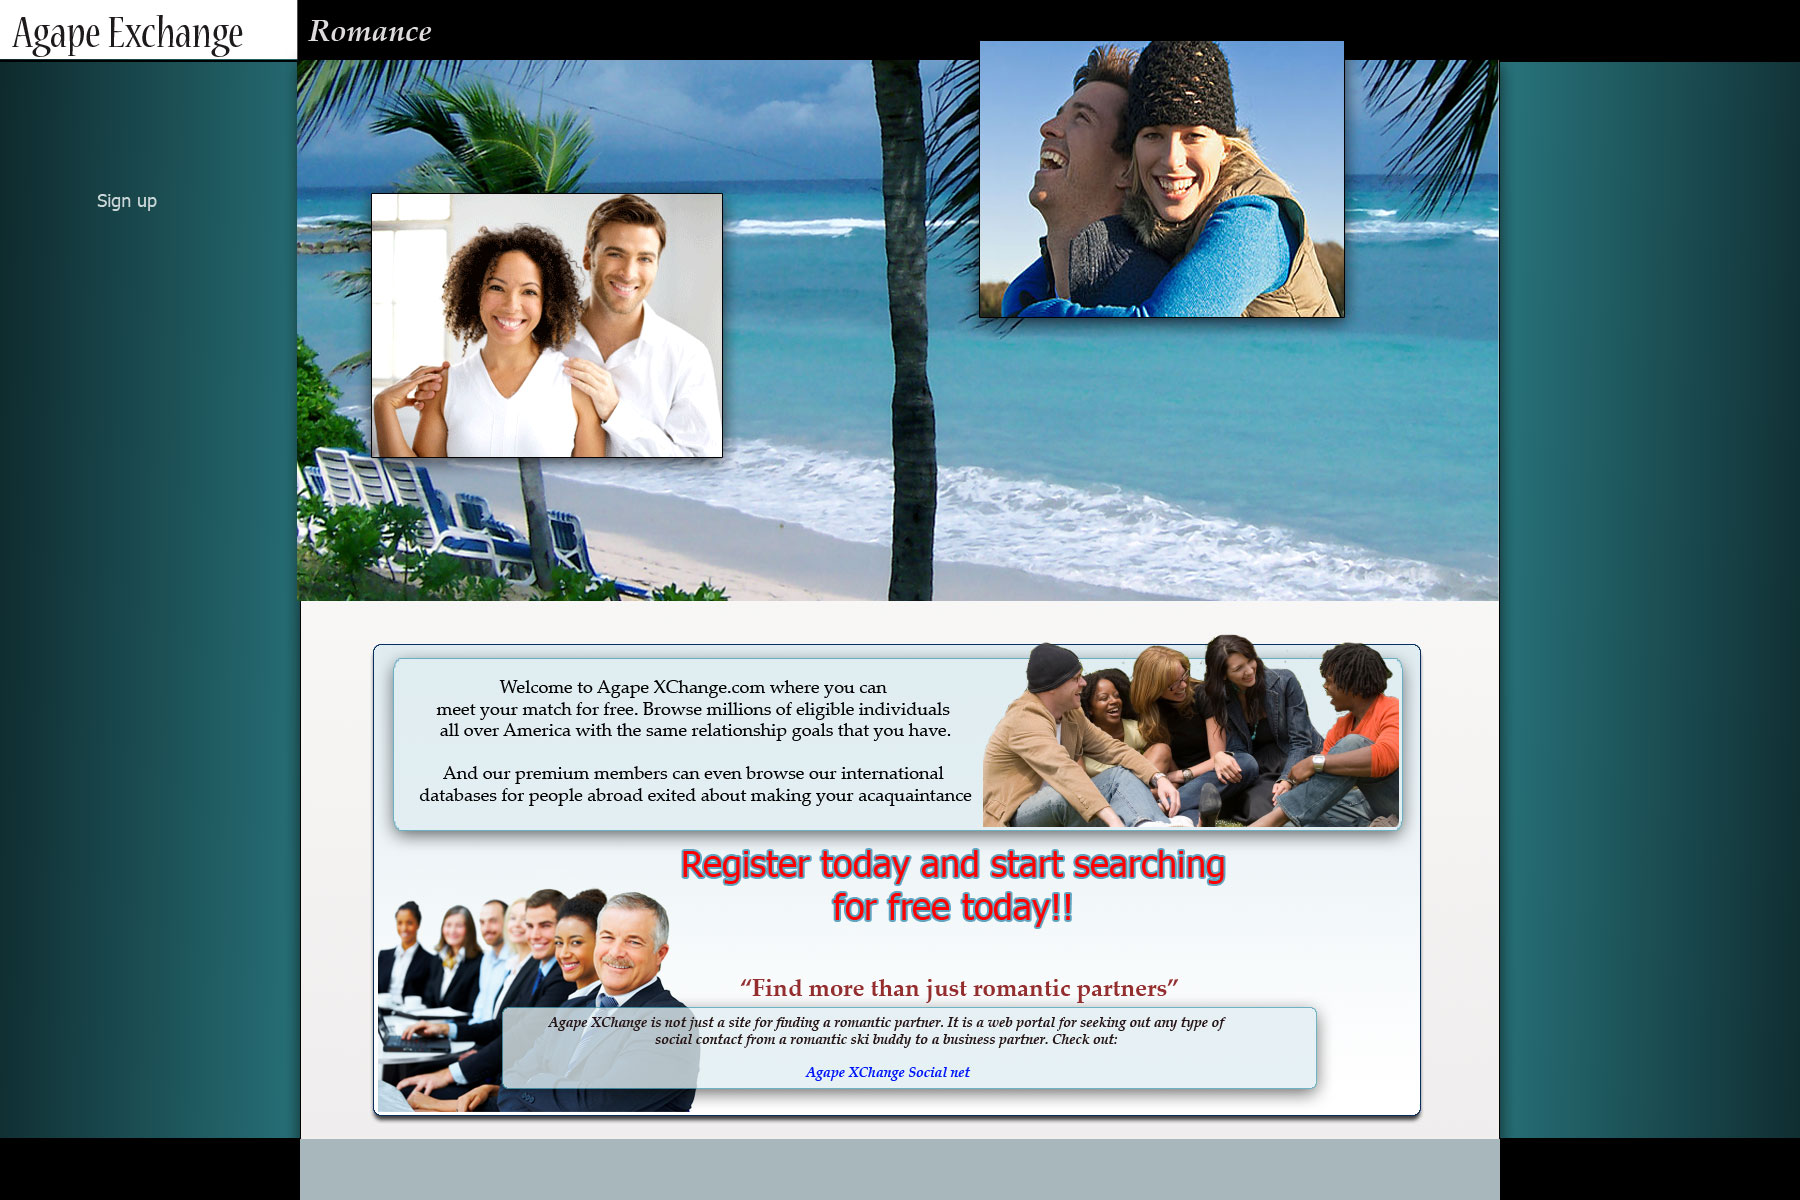 Agape Exchange
Romance
Sign up
Welcome to Agape XChange.com where you can
meet your match for free. Browse millions of eligible individuals
all over America with the same relationship goals that you have.
And our premium members can even browse our international
databases for people abroad exited about making your acaquaintance
Register today and start searching
for free today!!
“Find more than just romantic partners”
Agape XChange is not just a site for finding a romantic partner. It is a web portal for seeking out any type of
social contact from a romantic ski buddy to a business partner. Check out:
Agape XChange Social net